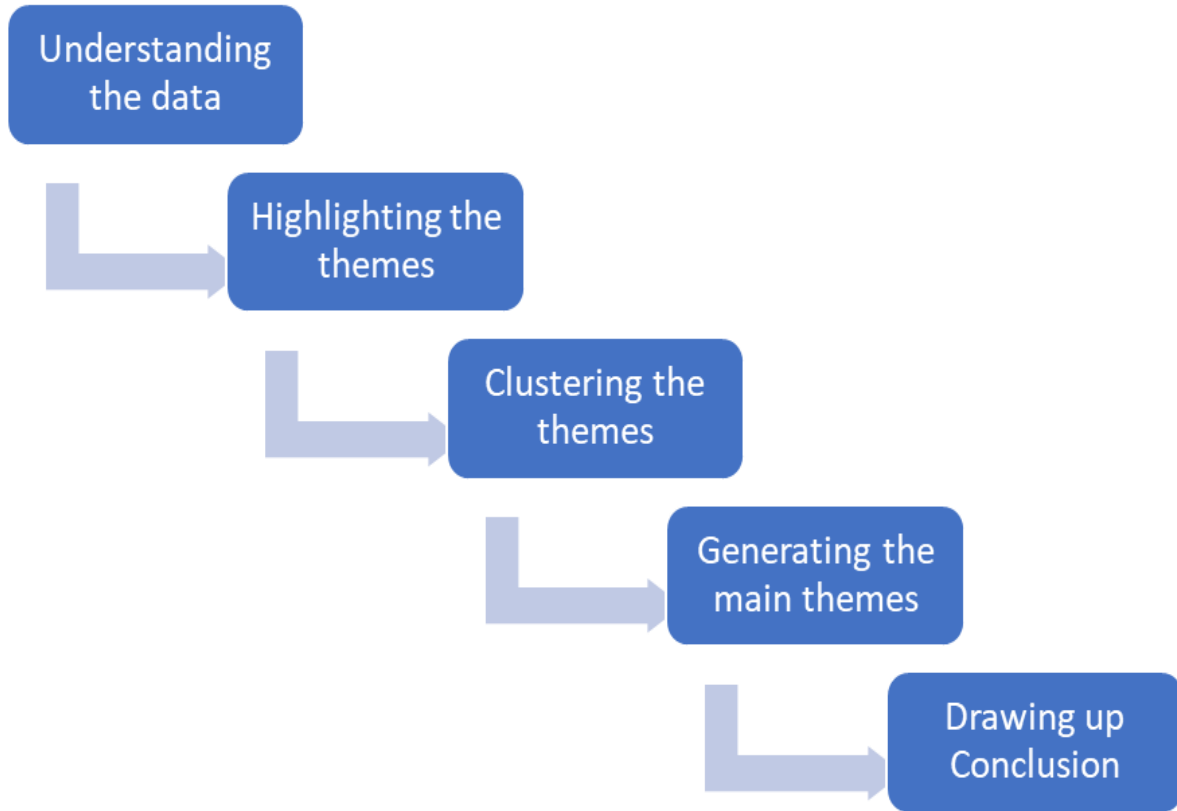 Understanding
the data
Highlighting the
themes
Clustering the
themes
Generating the
main themes
Drawing up
Conclusion